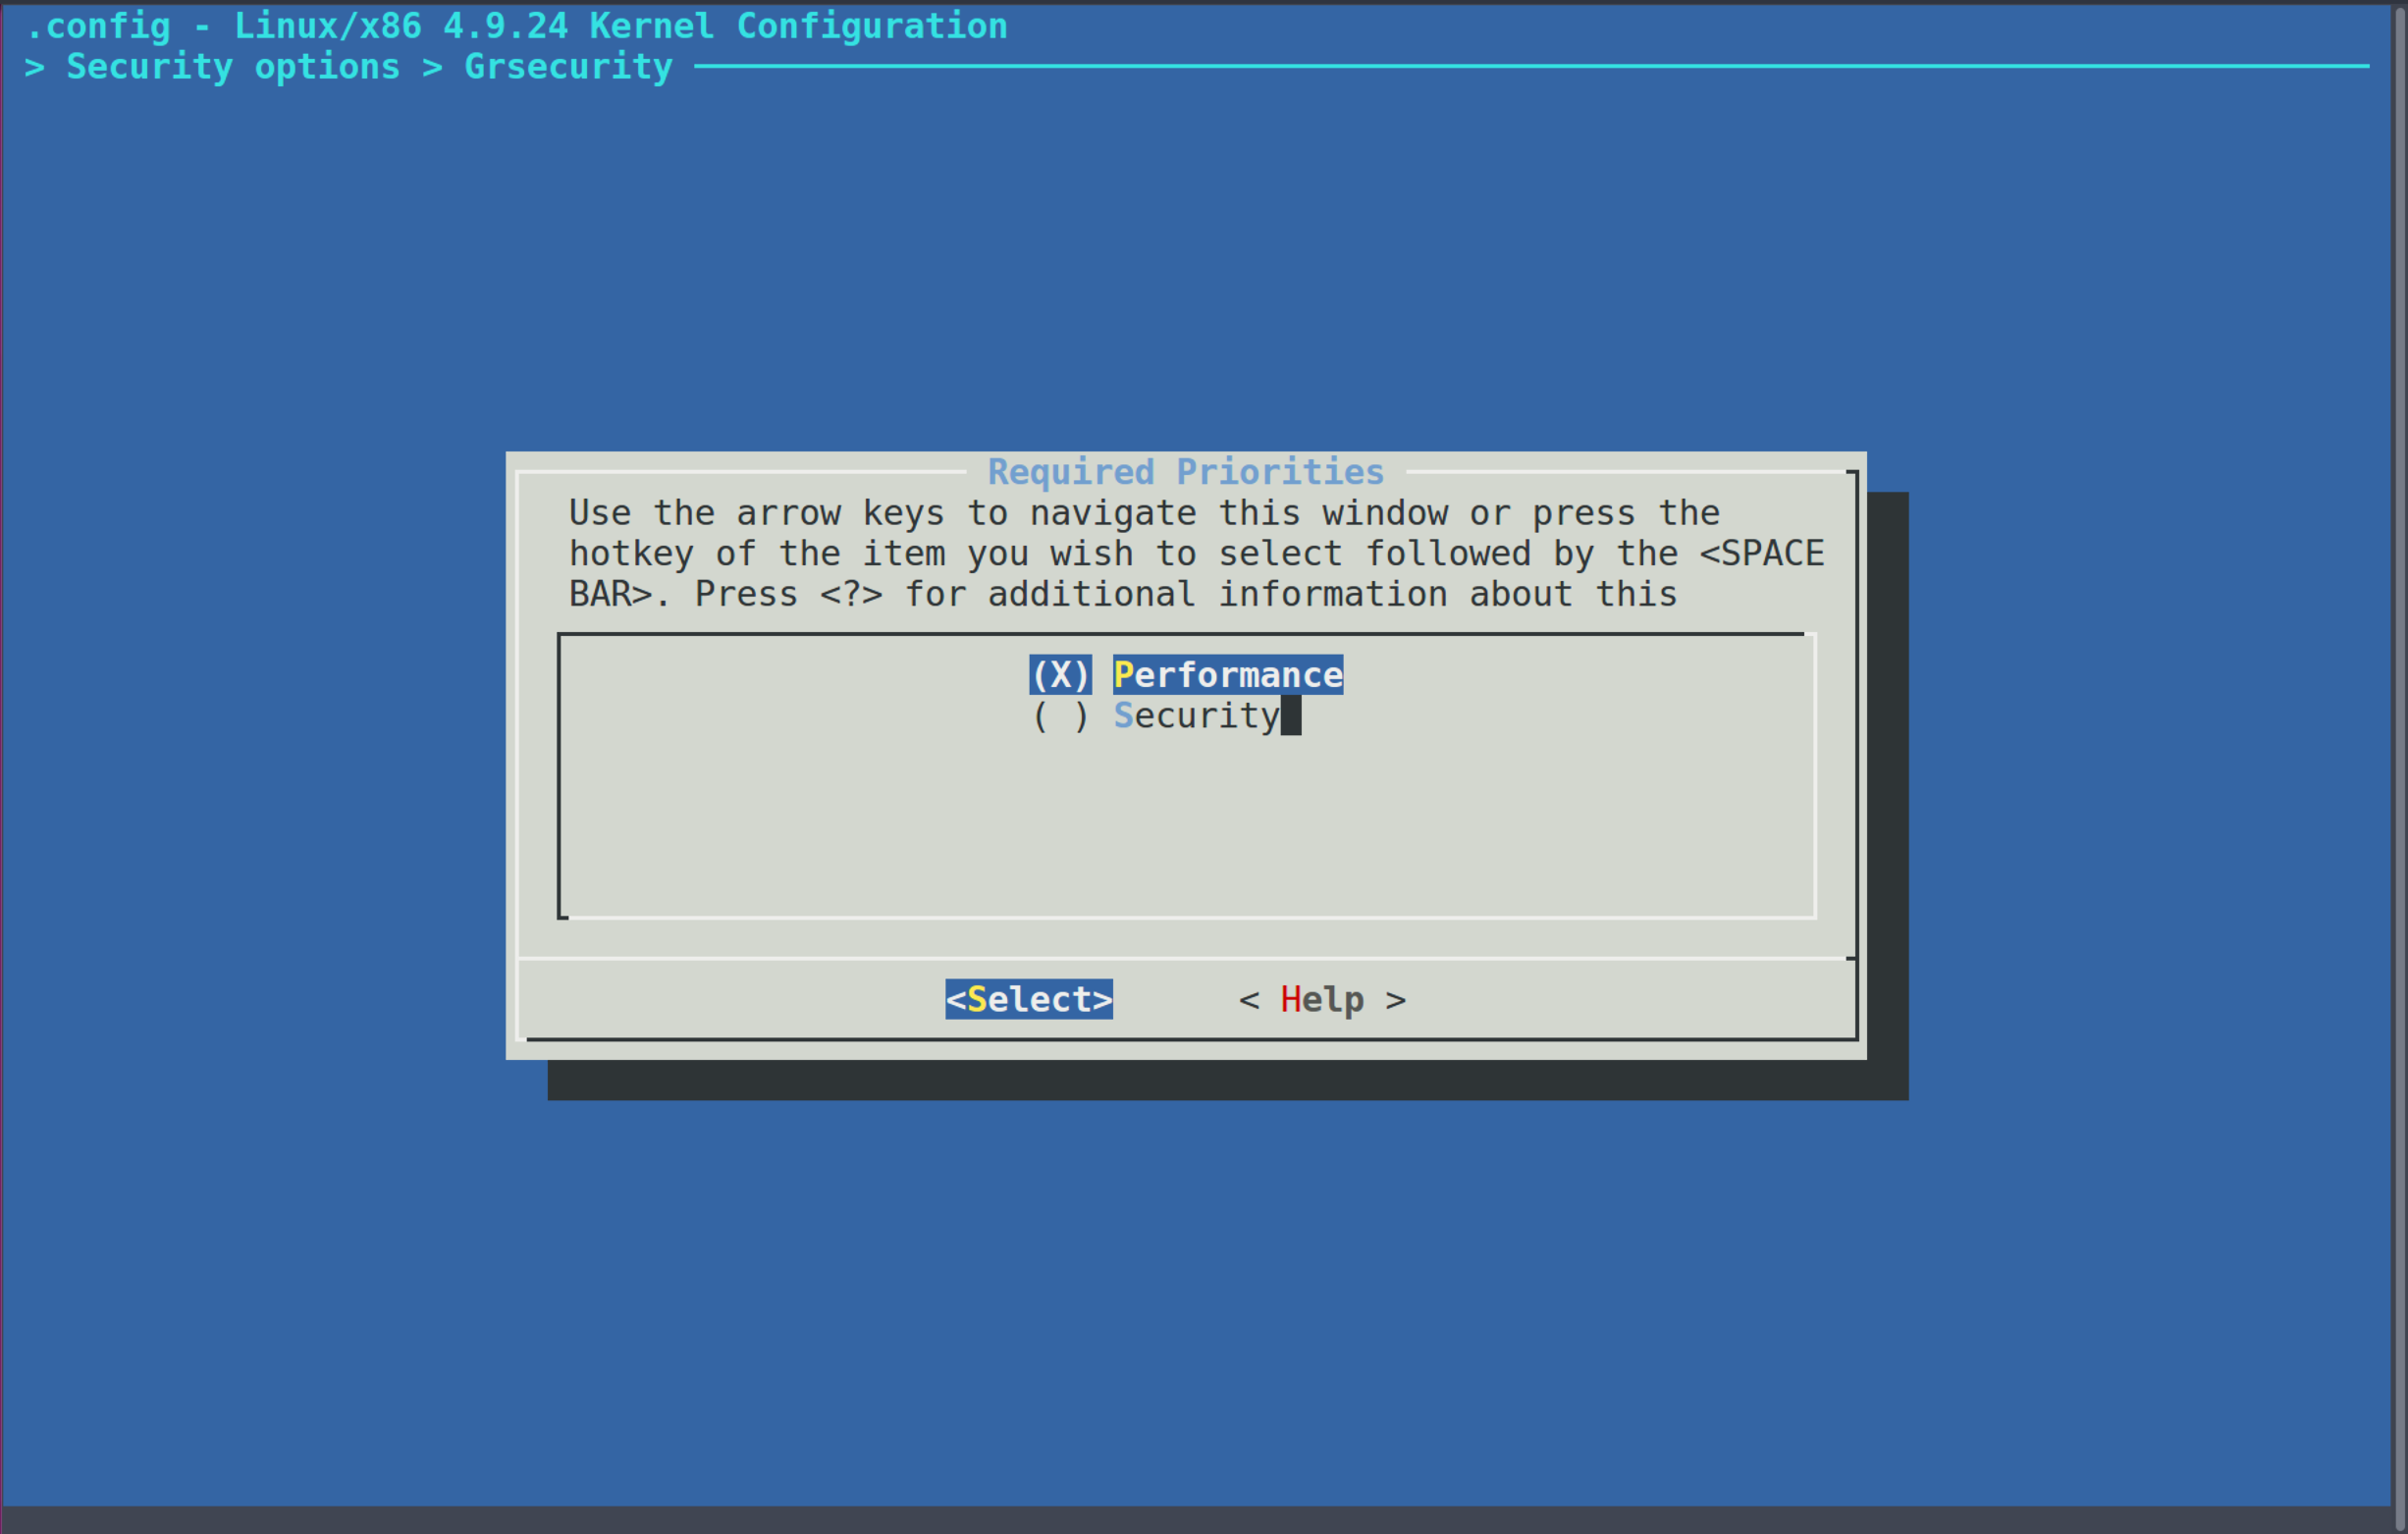 .config - Linux/x86 4.9.24 Kernel Configuration
> Security options > Grsecurity
Required Priorities
Use the arrow keys to navigate this window or press the
hotkey of the item you wish to select followed by the <SPACE
BAR>. Press <?> for additional information about this
(X) Performance
( ) Security
<Select> < Help >